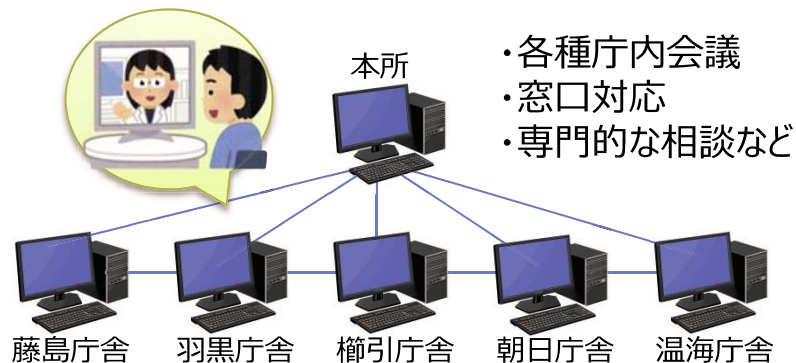 本所
・各種庁内会議
・窓口対応
・専門的な相談など
藤島庁舎
羽黒庁舎
櫛引庁舎
朝日庁舎
温海庁舎